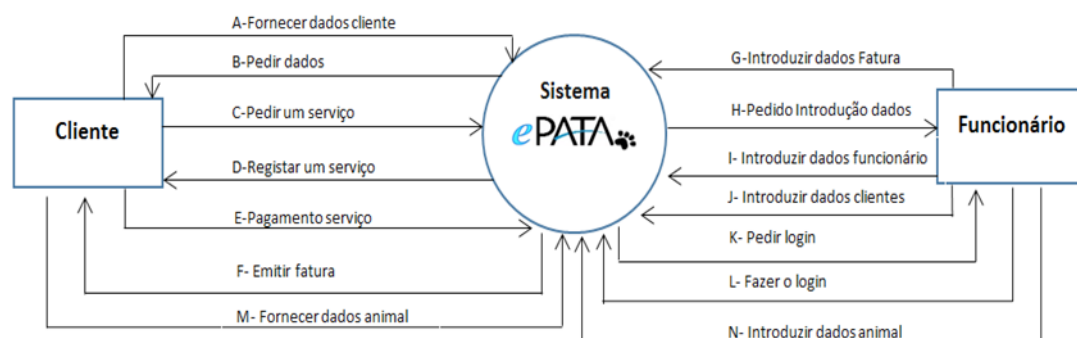 A-Fornecer dados cliente
B-Pedir dados
C-Pedir um serviço
Cliente
D-Registar um serviço
E-Pagamento serviço
F- Emitir fatura
M- Fornecer dados animal
Sistema
ePATA
G-Introduzir dados Fatura
H-Pedido Introdução dados
Funcionário
I- Introduzir dados funcionário
J- Introduzir dados clientes
K- Pedir login
L- Fazer o login
N- Introduzir dados animal